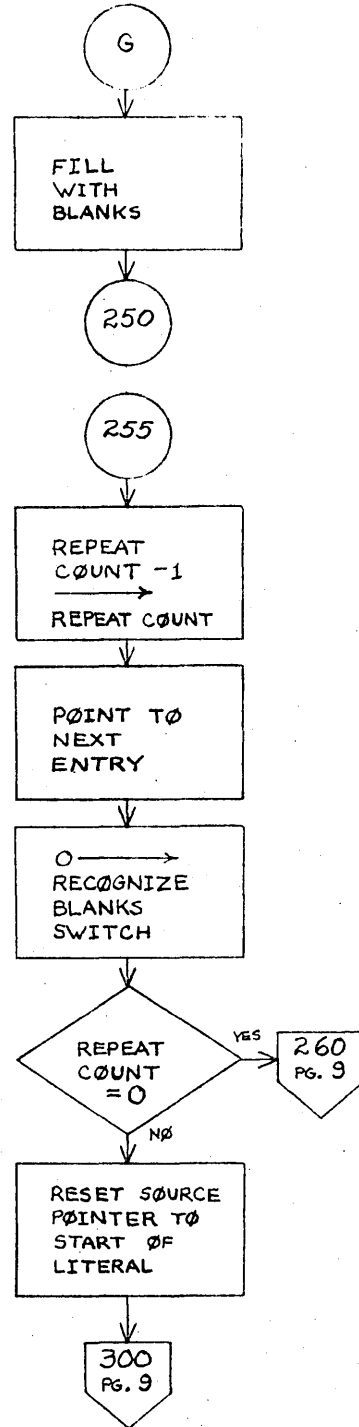 G
FILL
WITH
BLANKS
250
255
REPEAT
CØUNT -1
REPEAT CØUNT
PØINT TØ
NEXT
ENTRY
0
RECØGNIZE
BLANKS
SWITCH
REPEAT
CØUNT
=0
YES
260
PG. 9
NØ
RESET SØURCE
PØINTER TØ
START ØF
LITERAL
300
PG. 9